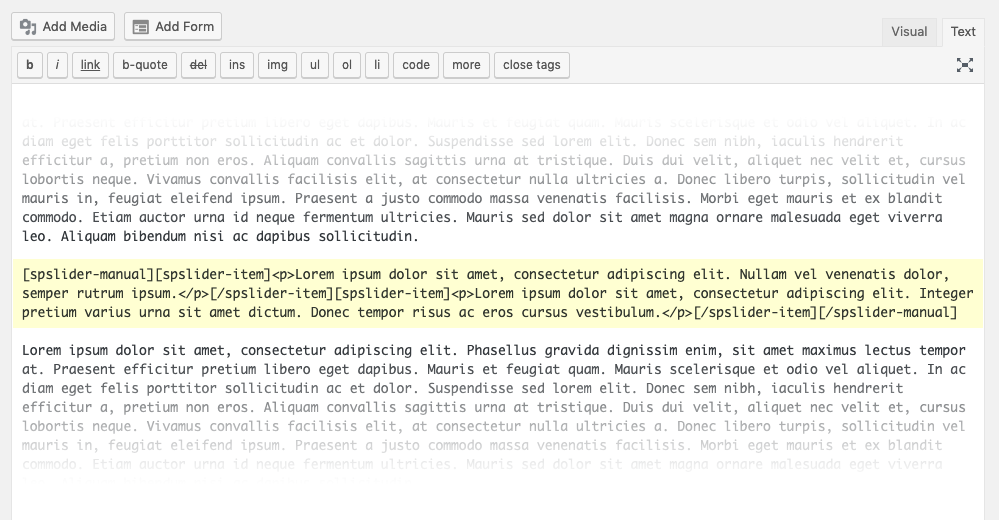 Add Media Add Form
Visual Text
b i link b-quote del ins img ul ol li code more close tags
at. Praesent efficitur pretium libero eget dapibus. Mauris et feugiat quam. Mauris scelerisque et odio vel aliquet. In ac
diam eget felis porttitor sollicitudin ac et dolor. Suspendisse sed lorem elit. Donec sem nibh, iaculis hendrerit
efficitur a, pretium non eros. Aliquam convallis sagittis urna at tristique. Duis dui velit, aliquet nec velit et, cursus
lobortis neque. Vivamus convallis facilisis elit, at consectetur nulla ultricies a. Donec libero turpis, sollicitudin vel
mauris in, feugiat eleifend ipsum. Praesent a justo commodo massa venenatis facilisis. Morbi eget mauris et ex blandit
commodo. Etiam auctor urna id neque fermentum ultricies. Mauris sed dolor sit amet magna ornare malesuada eget viverra
leo. Aliquam bibendum nisi ac dapibus sollicitudin.
[spslider-manual][spslider-item]<p>Lorem ipsum dolor sit amet, consectetur adipiscing elit. Nullam vel venenatis dolor,
semper rutrum ipsum.</p>[/spslider-item][spslider-item]<p>Lorem ipsum dolor sit amet, consectetur adipiscing elit. Integer
pretium varius urna sit amet dictum. Donec tempor risus ac eros cursus vestibulum.</p>[/spslider-item][/spslider-manual]
Lorem ipsum dolor sit amet, consectetur adipiscing elit. Phasellus gravida dignissim enim, sit amet maximus lectus tempor
at. Praesent efficitur pretium libero eget dapibus. Mauris et feugiat quam. Mauris scelerisque et odio vel aliquet. In ac
diam eget felis porttitor sollicitudin ac et dolor. Suspendisse sed lorem elit. Donec sem nibh, iaculis hendrerit
efficitur a, pretium non eros. Aliquam convallis sagittis urna at tristique. Duis dui velit, aliquet nec velit et, cursus
lobortis neque. Vivamus convallis facilisis elit, at consectetur nulla ultricies a. Donec libero turpis, sollicitudin vel
mauris in, feugiat eleifend ipsum. Praesent a justo commodo massa venenatis facilisis. Morbi eget mauris et ex blandit
commodo. Etiam auctor urna id neque fermentum ultricies. Mauris sed dolor sit amet magna ornare malesuada eget viverra